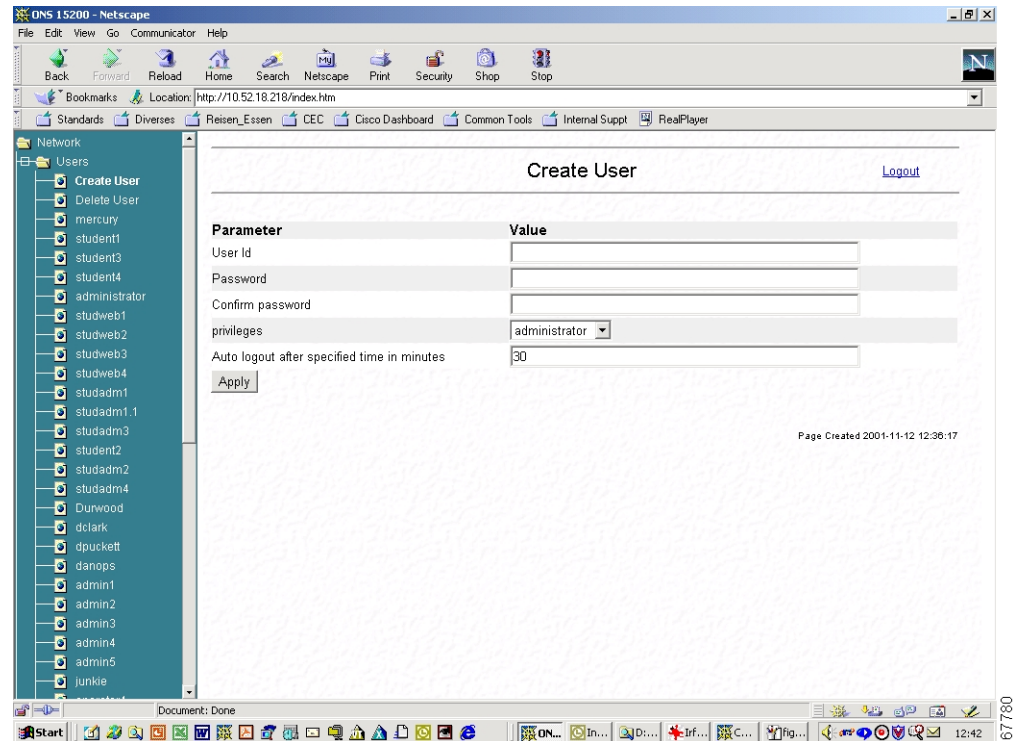 ONS 15200 - Netscape
File Edit View Go Communicator Help
Back Forward Reload Home Search Netscape Print Security Shop Stop
My
N
Bookmarks Location: http://10.52.18.218/index.htm
Standards Diverses Reisen_Essen CEC Cisco Dashboard Common Tools Internal Suppt RealPlayer
Network
Users
Create User
Delete User
mercury
student1
student3
student4
administrator
studweb1
studweb2
studweb3
studweb4
studadm1
studadm1.1
studadm3
student2
studadm2
studadm4
Durwood
dclark
dpuckett
danops
admin1
admin2
admin3
admin4
admin5
junkie
Create User
Logout
Parameter Value
User Id
Password
Confirm password
privileges administrator
Auto logout after specified time in minutes 30
Apply
Page Created 2001-11-12 12:36:17
Document: Done
Start ON... In... D:... Irf... C... fig... 12:42
67780